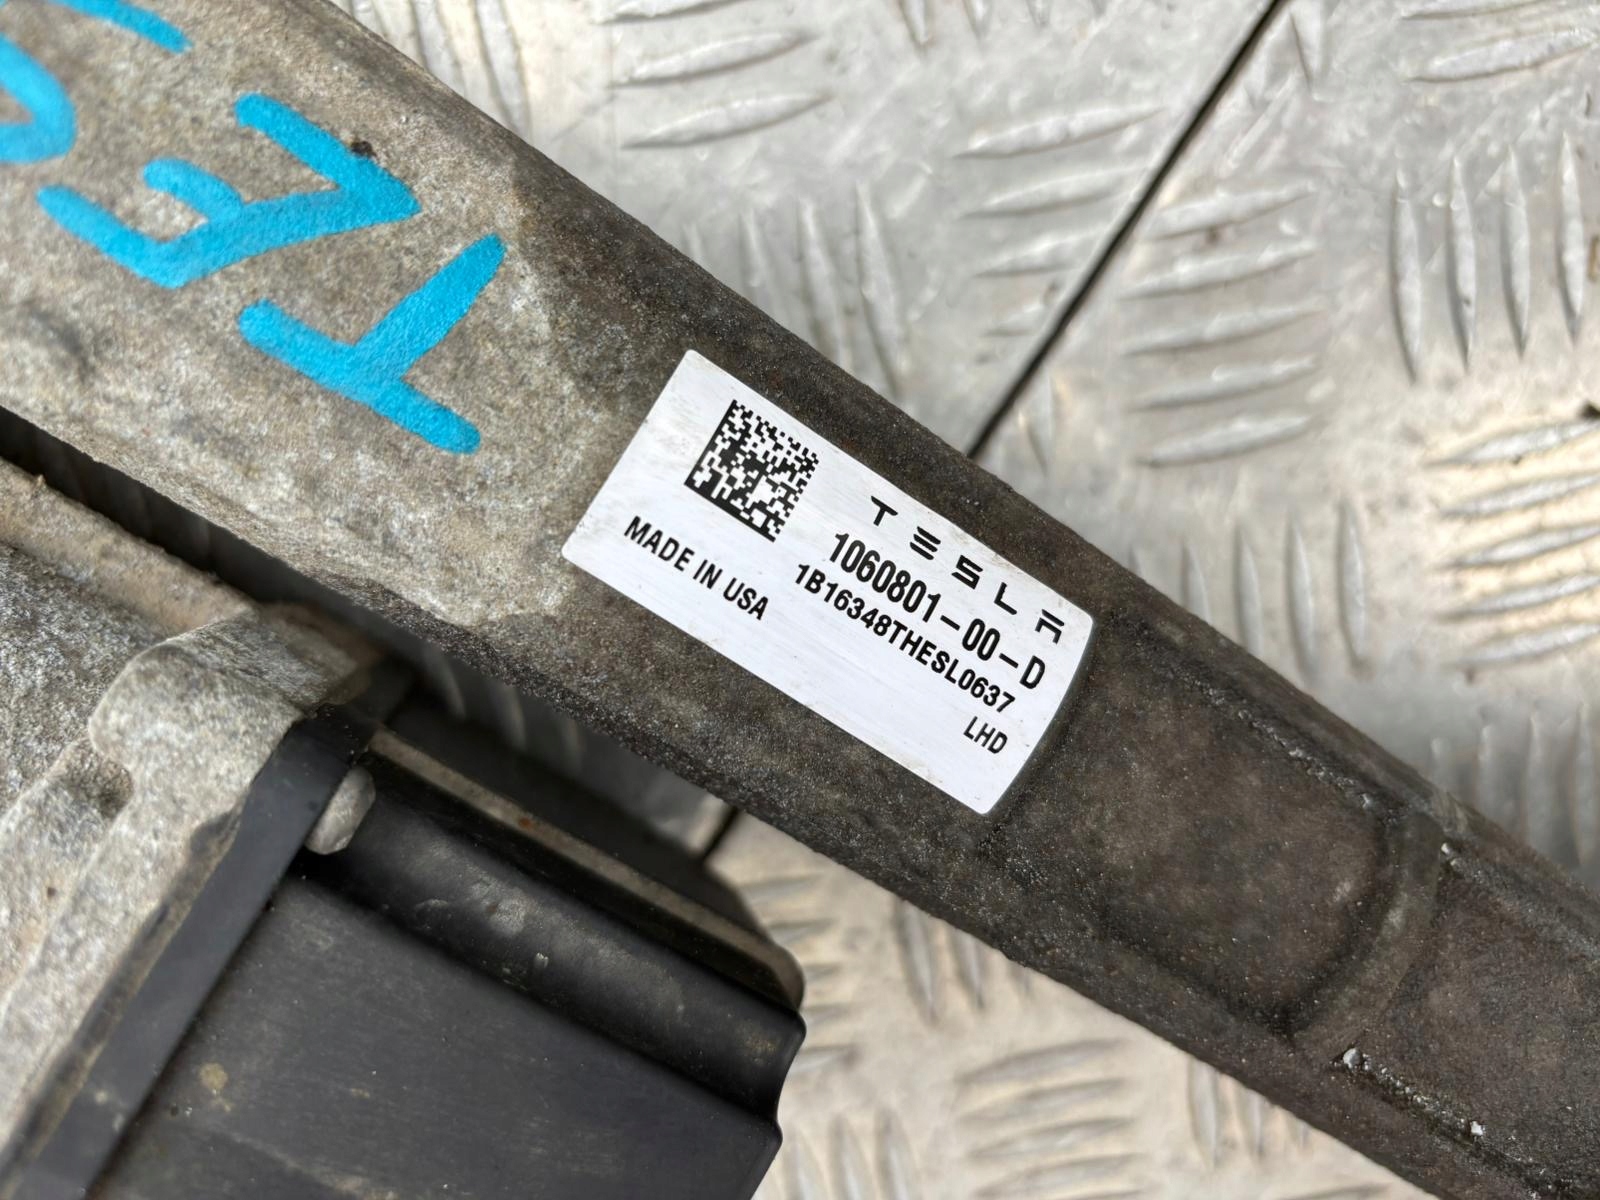 TESLA
1060801-00-D
1B16348THESL0637
MADE IN USA
LHD